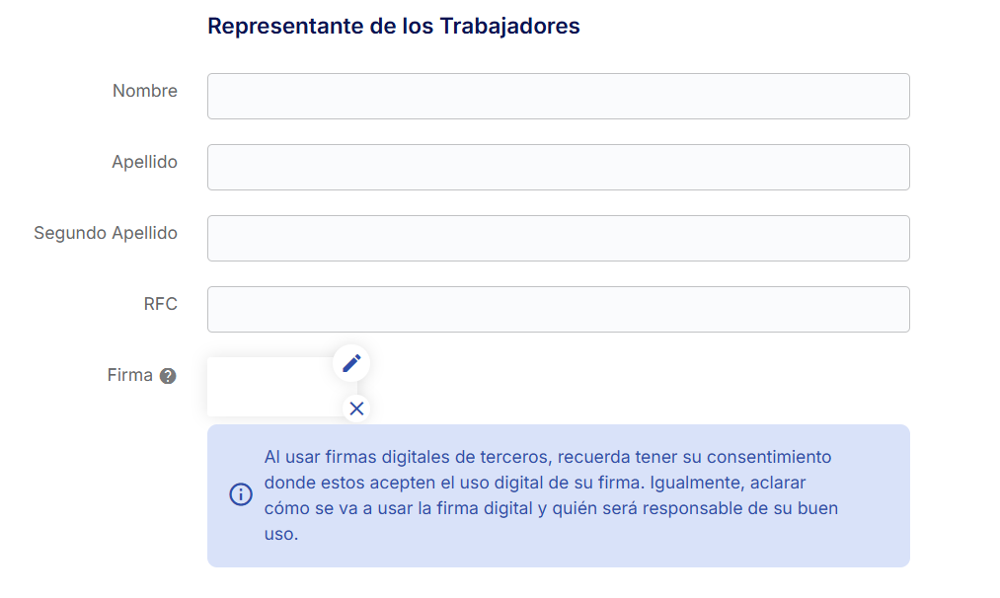 Representante de los Trabajadores
Nombre
Apellido
Segundo Apellido
RFC
Firma ?
Al usar firmas digitales de terceros, recuerda tener su consentimiento
donde estos acepten el uso digital de su firma. Igualmente, aclarar
cómo se va a usar la firma digital y quién será responsable de su buen
uso.